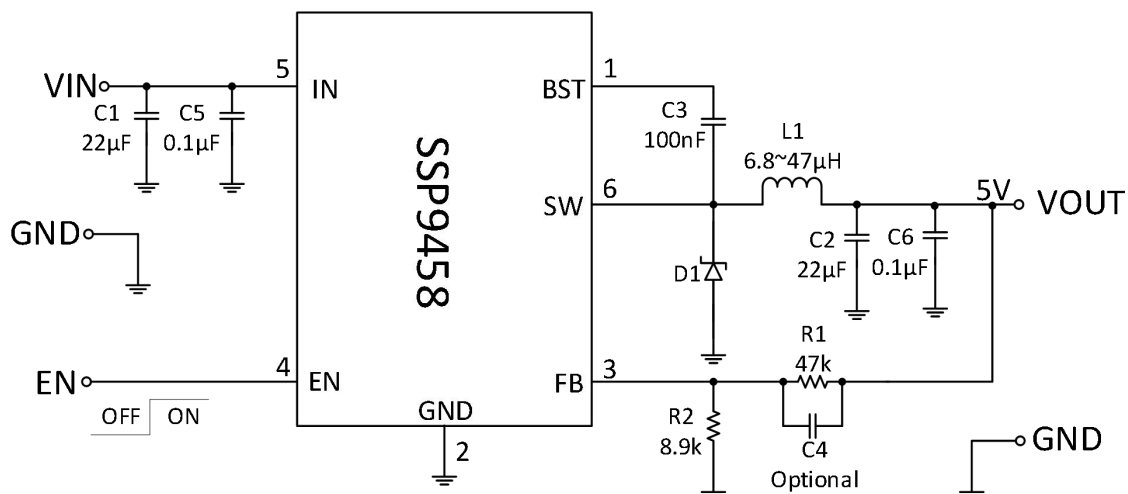 5
1
VIN
IN
BST
C1
22µF
C5
0.1µF
C3
100nF
L1
6.8~47µH
SSP9458
6
SW
5V
VOUT
GND
C2
22µF
C6
0.1µF
D1
R1
47k
4
3
EN
EN
FB
OFF
ON
GND
2
R2
8.9k
C4
Optional
GND